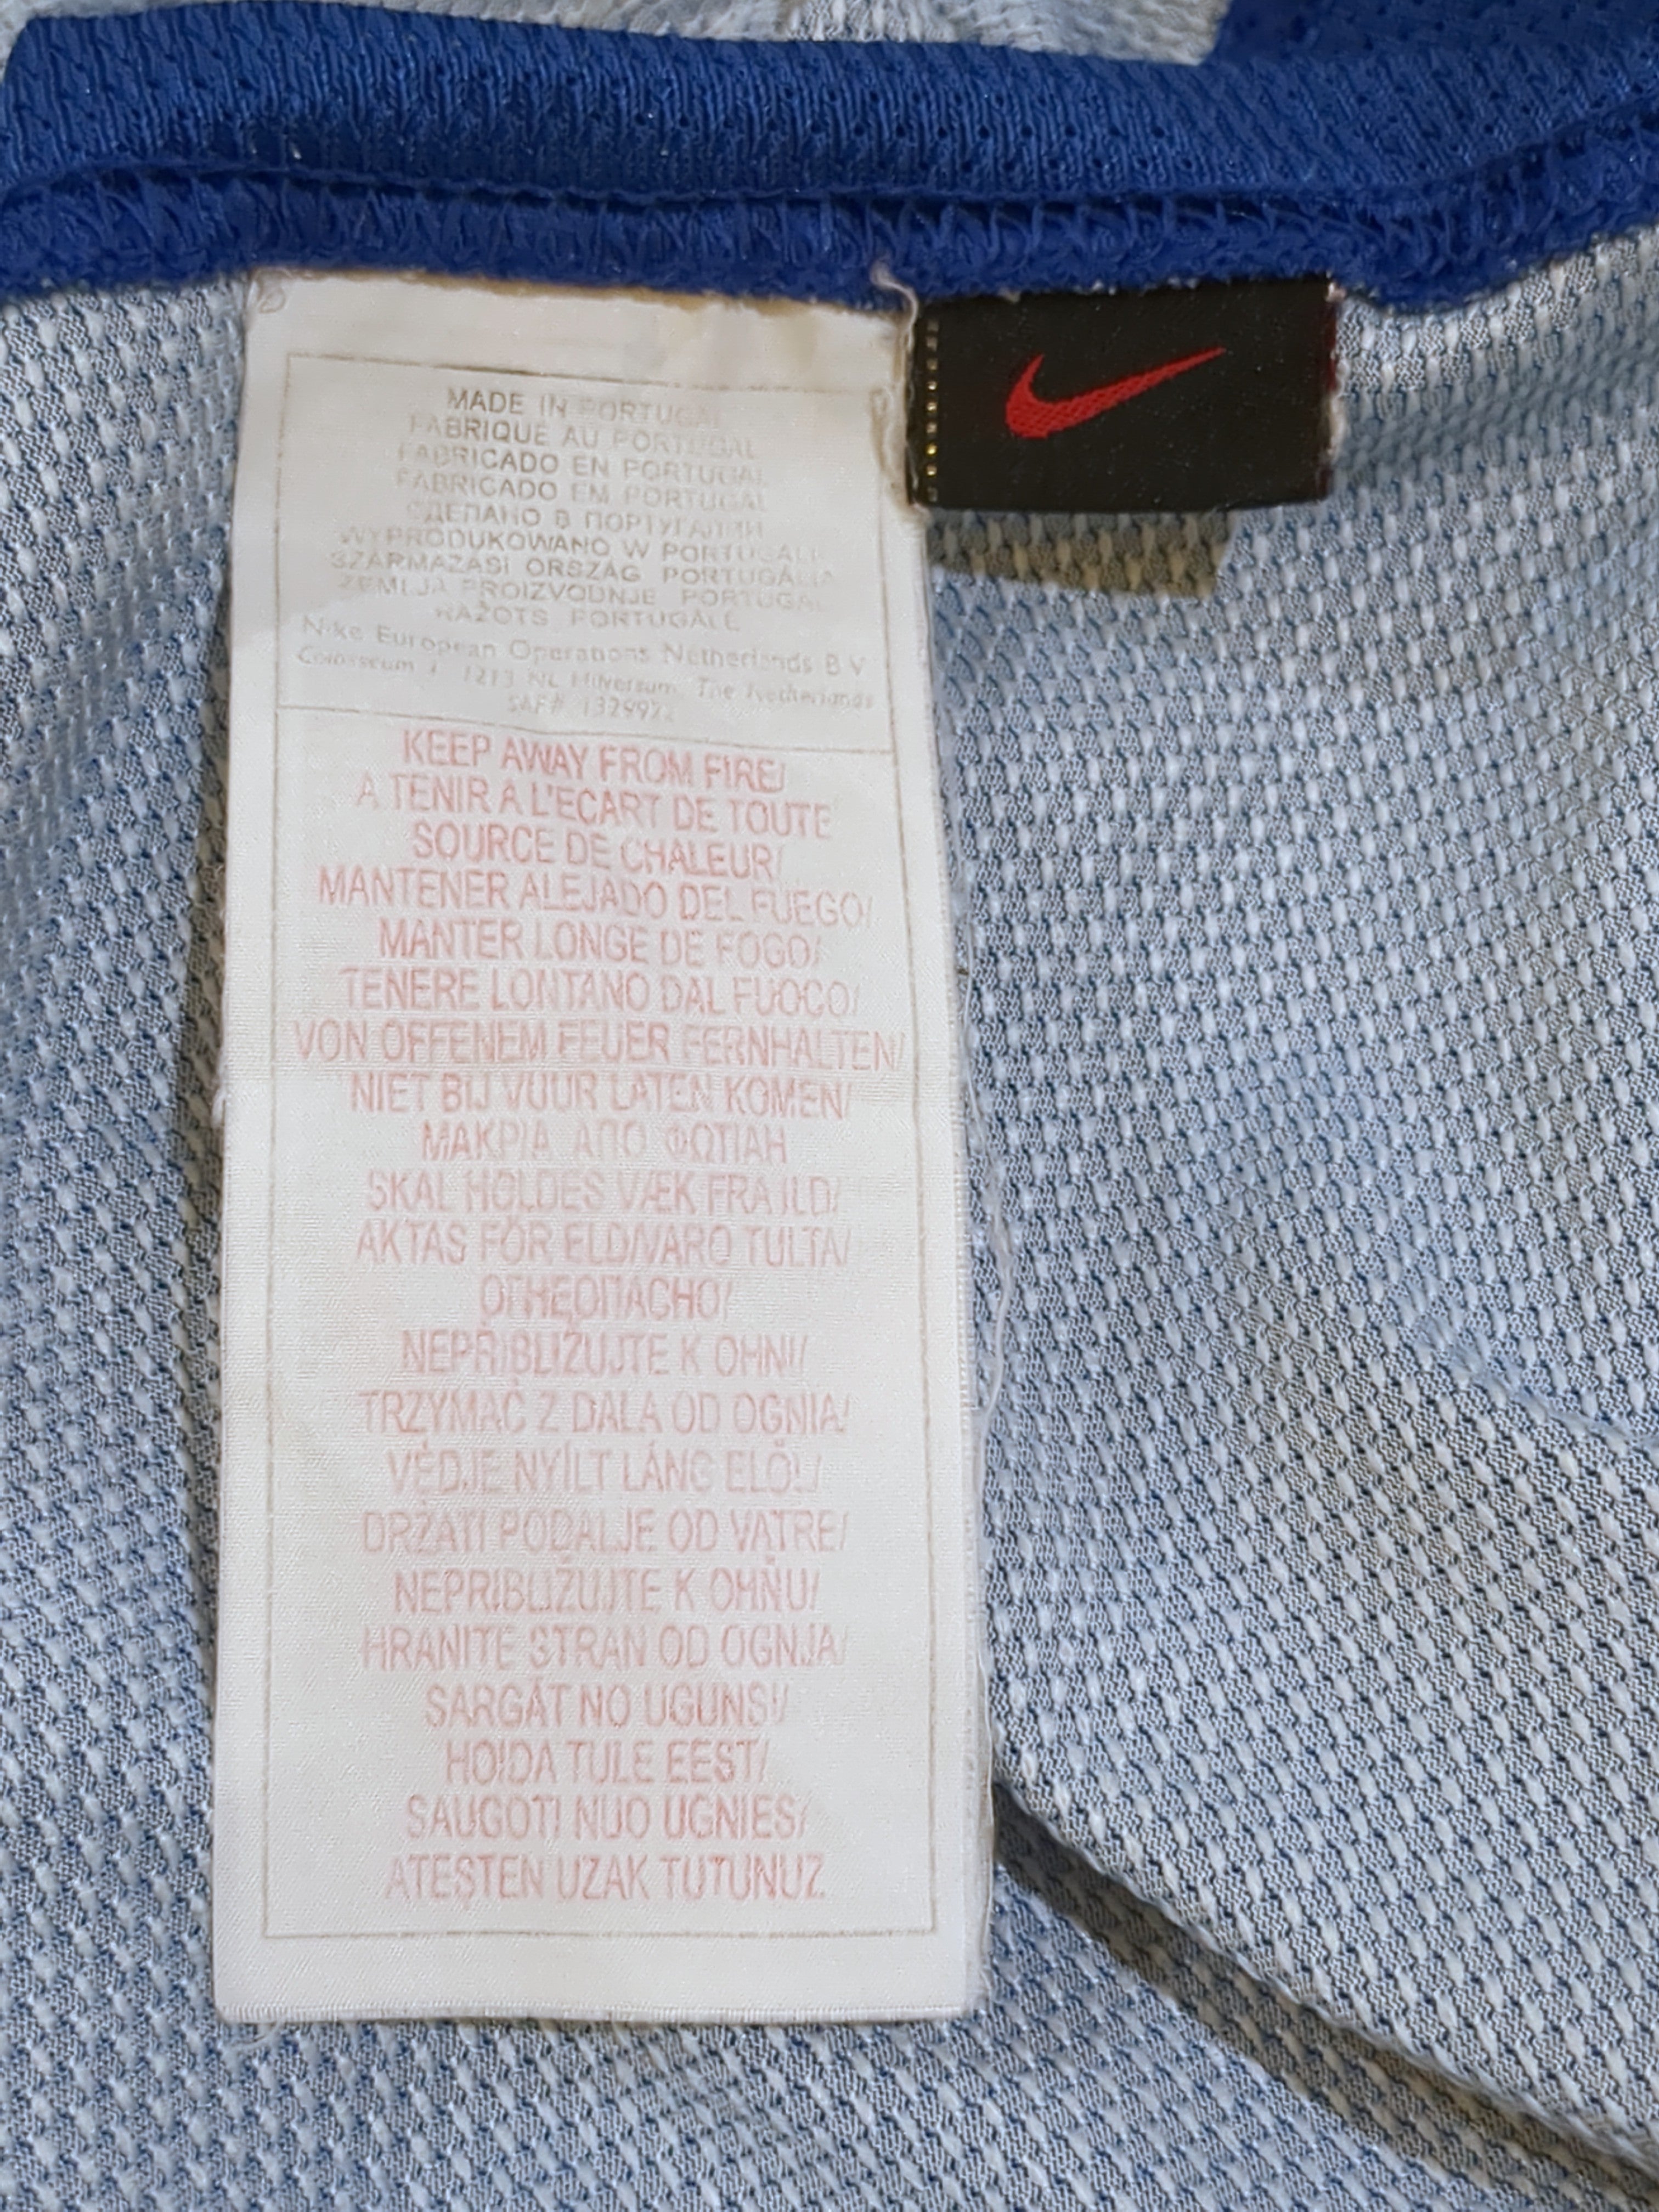 MADE IN PORTUGAL
FABRIQUE AU PORTUGAL
FABRICADO EN PORTUGAL
FABRICADO EM PORTUGAL
СДЕЛАНО В ПОРТУГАЛИИ
WYPRODUKOWANO W PORTUGALII
SZÁRMAZÁSI ORSZÁG PORTUGÁLIA
ZEMLJA PROIZVODNJE PORTUGAL
RAŽOTS PORTUGĀLĒ
Nike European Operations Netherlands B V
Colosseum 1 1213 NL Hilversum, The Netherlands
SAF#
KEEP AWAY FROM FIRE/
A TENIR A L'ECART DE TOUTE
SOURCE DE CHALEUR/
MANTENER ALEJADO DEL FUEGO/
MANTER LONGE DE FOGO/
TENERE LONTANO DAL FUOCO/
VON OFFENEM FEUER FERNHALTEN/
NIET BIJ VUUR LATEN KOMEN/
ΜΑΚΡΙΑ ΑΠΟ ΦΩΤΙΑΗ
SKAL HOLDES VÆK FRA ILD/
AKTAS FÖR ELD/VARO TULTA/
ОГНЕОПАСНО/
NEPŘIBLIŽUJTE K OHNI/
TRZYMAĆ Z DALA OD OGNIA/
VÉDJE NYÍLT LÁNG ELŐL/
DRŽATI PODALJE OD VATRE/
NEPRIBLIŽUJTE K OHŇU/
HRANITE STRAN OD OGNJA/
SARGĀT NO UGUNS/
HOIDA TULE EEST/
SAUGOTI NUO UGNIES/
ATEŞTEN UZAK TUTUNUZ